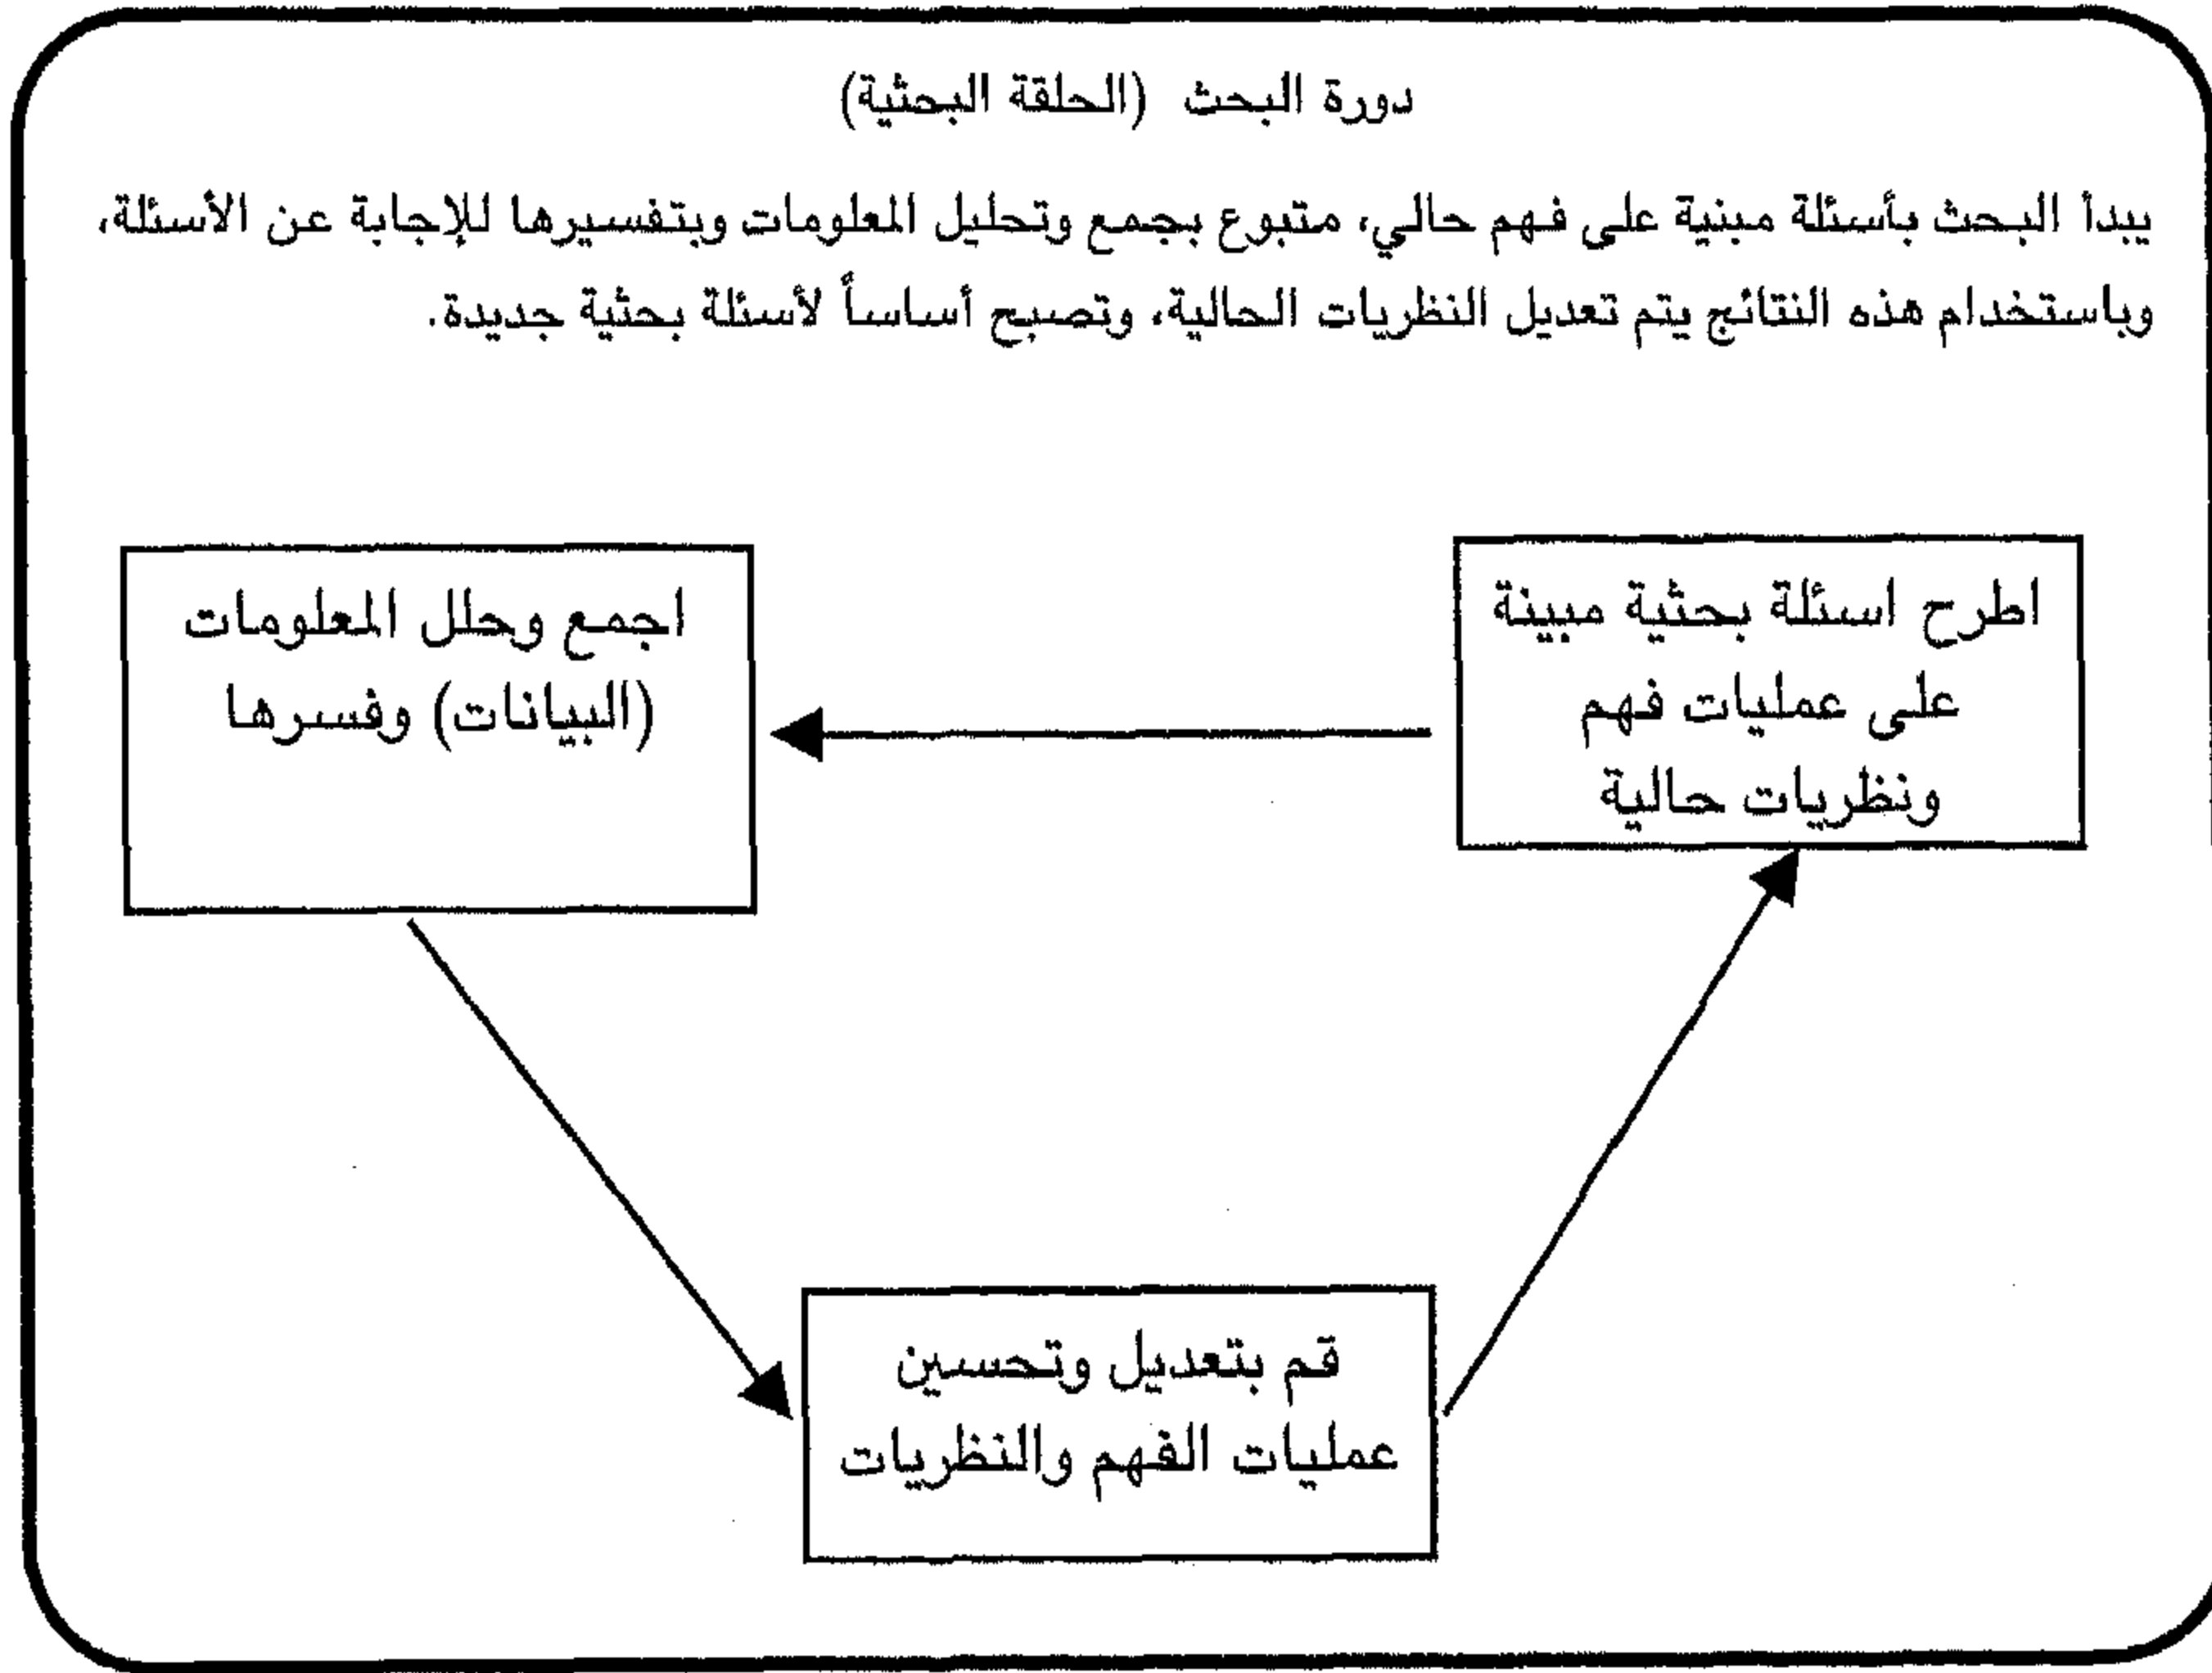 دورة البحث (الحلقة البحثية)
يبدأ البحث بأسئلة مبنية على فهم حالي، متبوع بجمع وتحليل المعلومات وبتفسيرها للإجابة عن الأسئلة،
وباستخدام هذه النتائج يتم تعديل النظريات الحالية، وتصبح أساساً لأسئلة بحثية جديدة.
اطرح اسئلة بحثية مبينة
على عمليات فهم
ونظريات حالية
اجمع وحلل المعلومات
(البيانات) وفسرها
قم بتعديل وتحسين
عمليات الفهم والنظريات